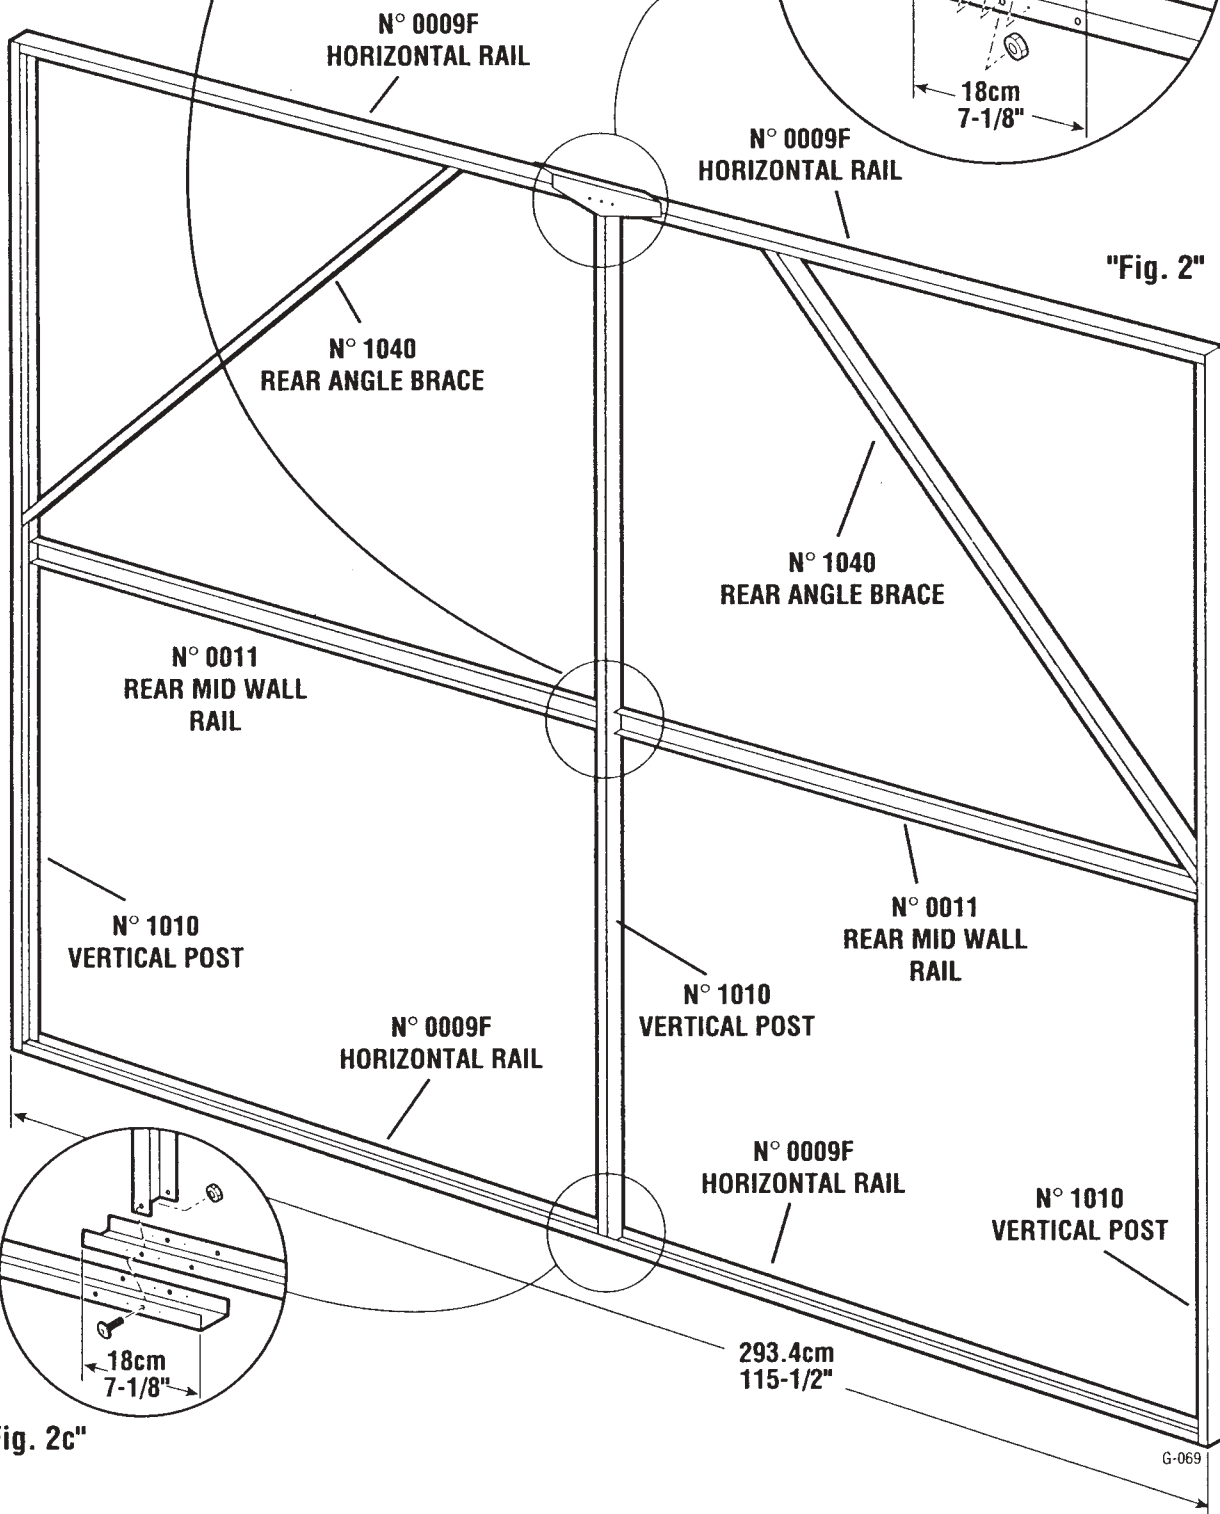 N° 0009F
HORIZONTAL RAIL
18cm
7-1/8"
N° 0009F
HORIZONTAL RAIL
"Fig. 2"
N° 1040
REAR ANGLE BRACE
N° 1040
REAR ANGLE BRACE
N° 0011
REAR MID WALL
RAIL
N° 1010
VERTICAL POST
N° 0011
REAR MID WALL
RAIL
N° 1010
VERTICAL POST
N° 0009F
HORIZONTAL RAIL
N° 0009F
HORIZONTAL RAIL
N° 1010
VERTICAL POST
18cm
7-1/8"
293.4cm
115-1/2"
ig. 2c"
G-069